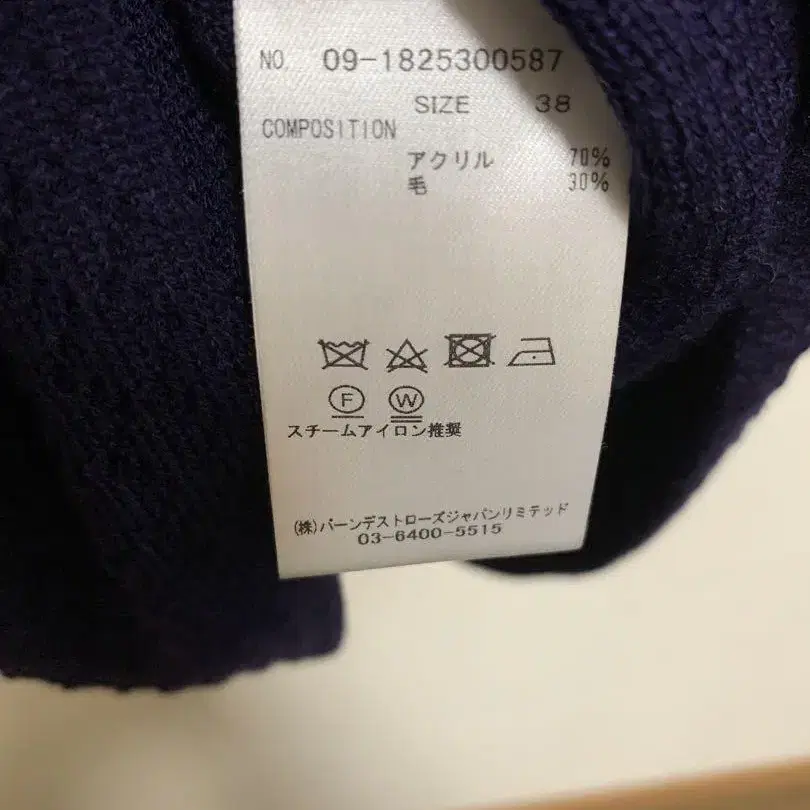 NO. 09-1825300587
SIZE 38
COMPOSITION
アクリル 70%
毛 30%
F W
スチームアイロン推奨
(株)バーンデストローズジャパンリミテッド
03-6400-5515